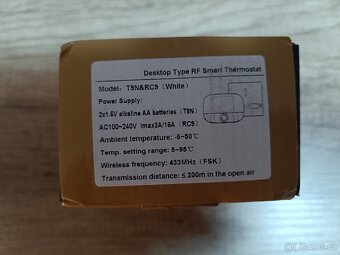 Desktop Type RF Smart Thermostat
Model: T9N&RC9 (White)
Power Supply:
2x1.5V alkaline AA batteries (T9N)
AC100-240V Imax3A/16A (RC9)
Ambient temperature: -5~50℃
Temp. setting range: 5~95℃
Wireless frequency: 433MHz (FSK)
Transmission distance: ≤ 200m in the open air